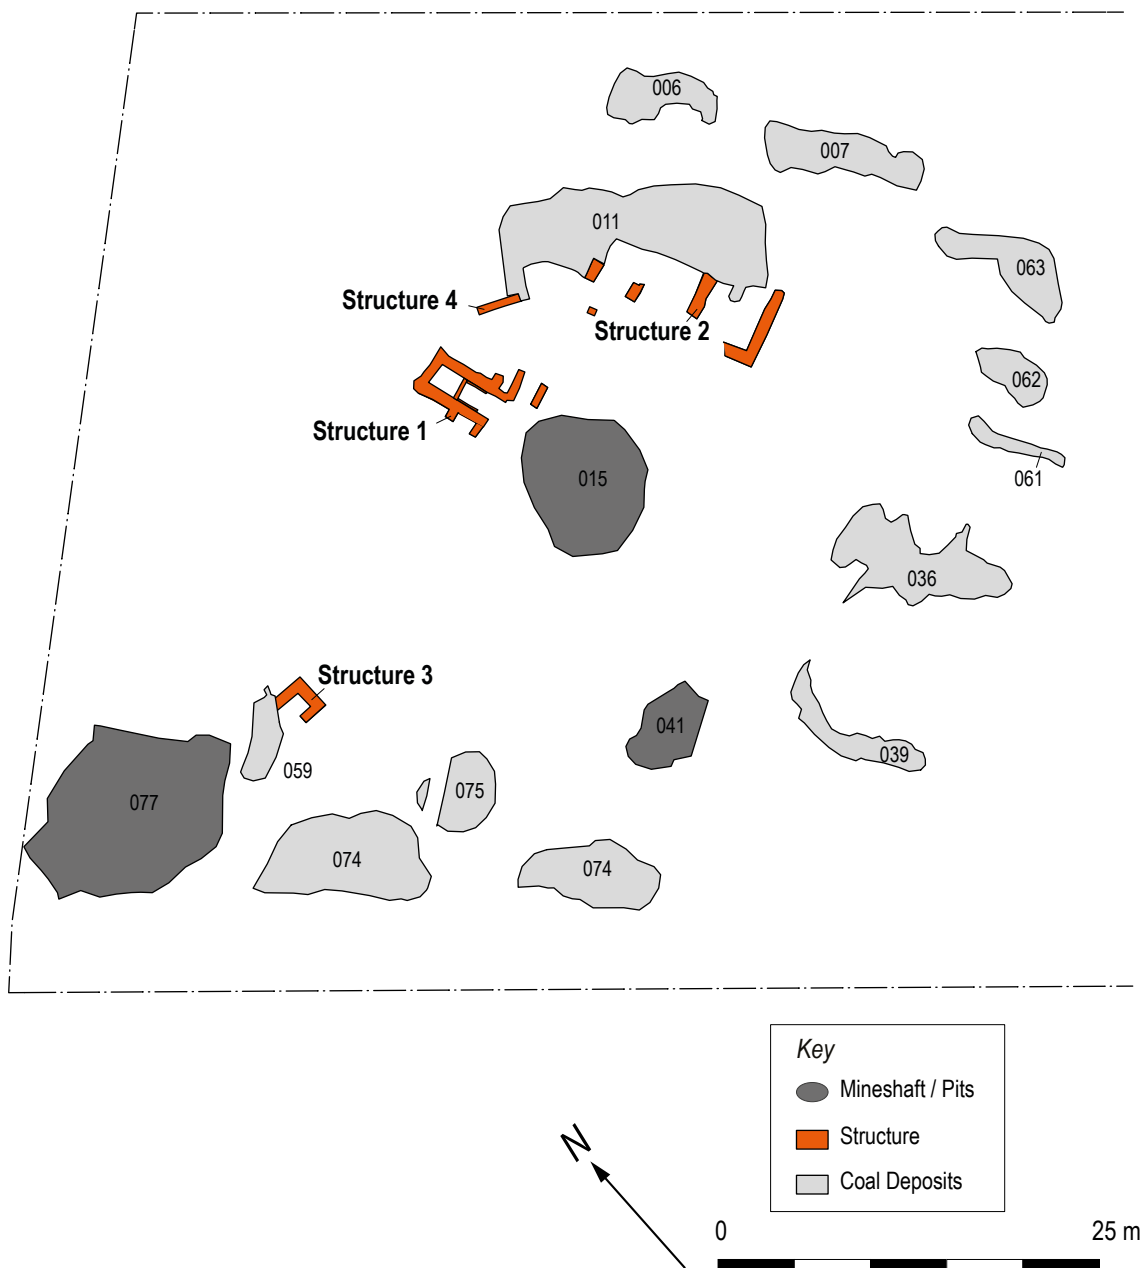 006
007
011
063
Structure 4
Structure 2
062
Structure 1
015
061
036
Structure 3
041
039
059
077
075
074
074
Key
Mineshaft / Pits
Structure
Coal Deposits
N
0 25 m